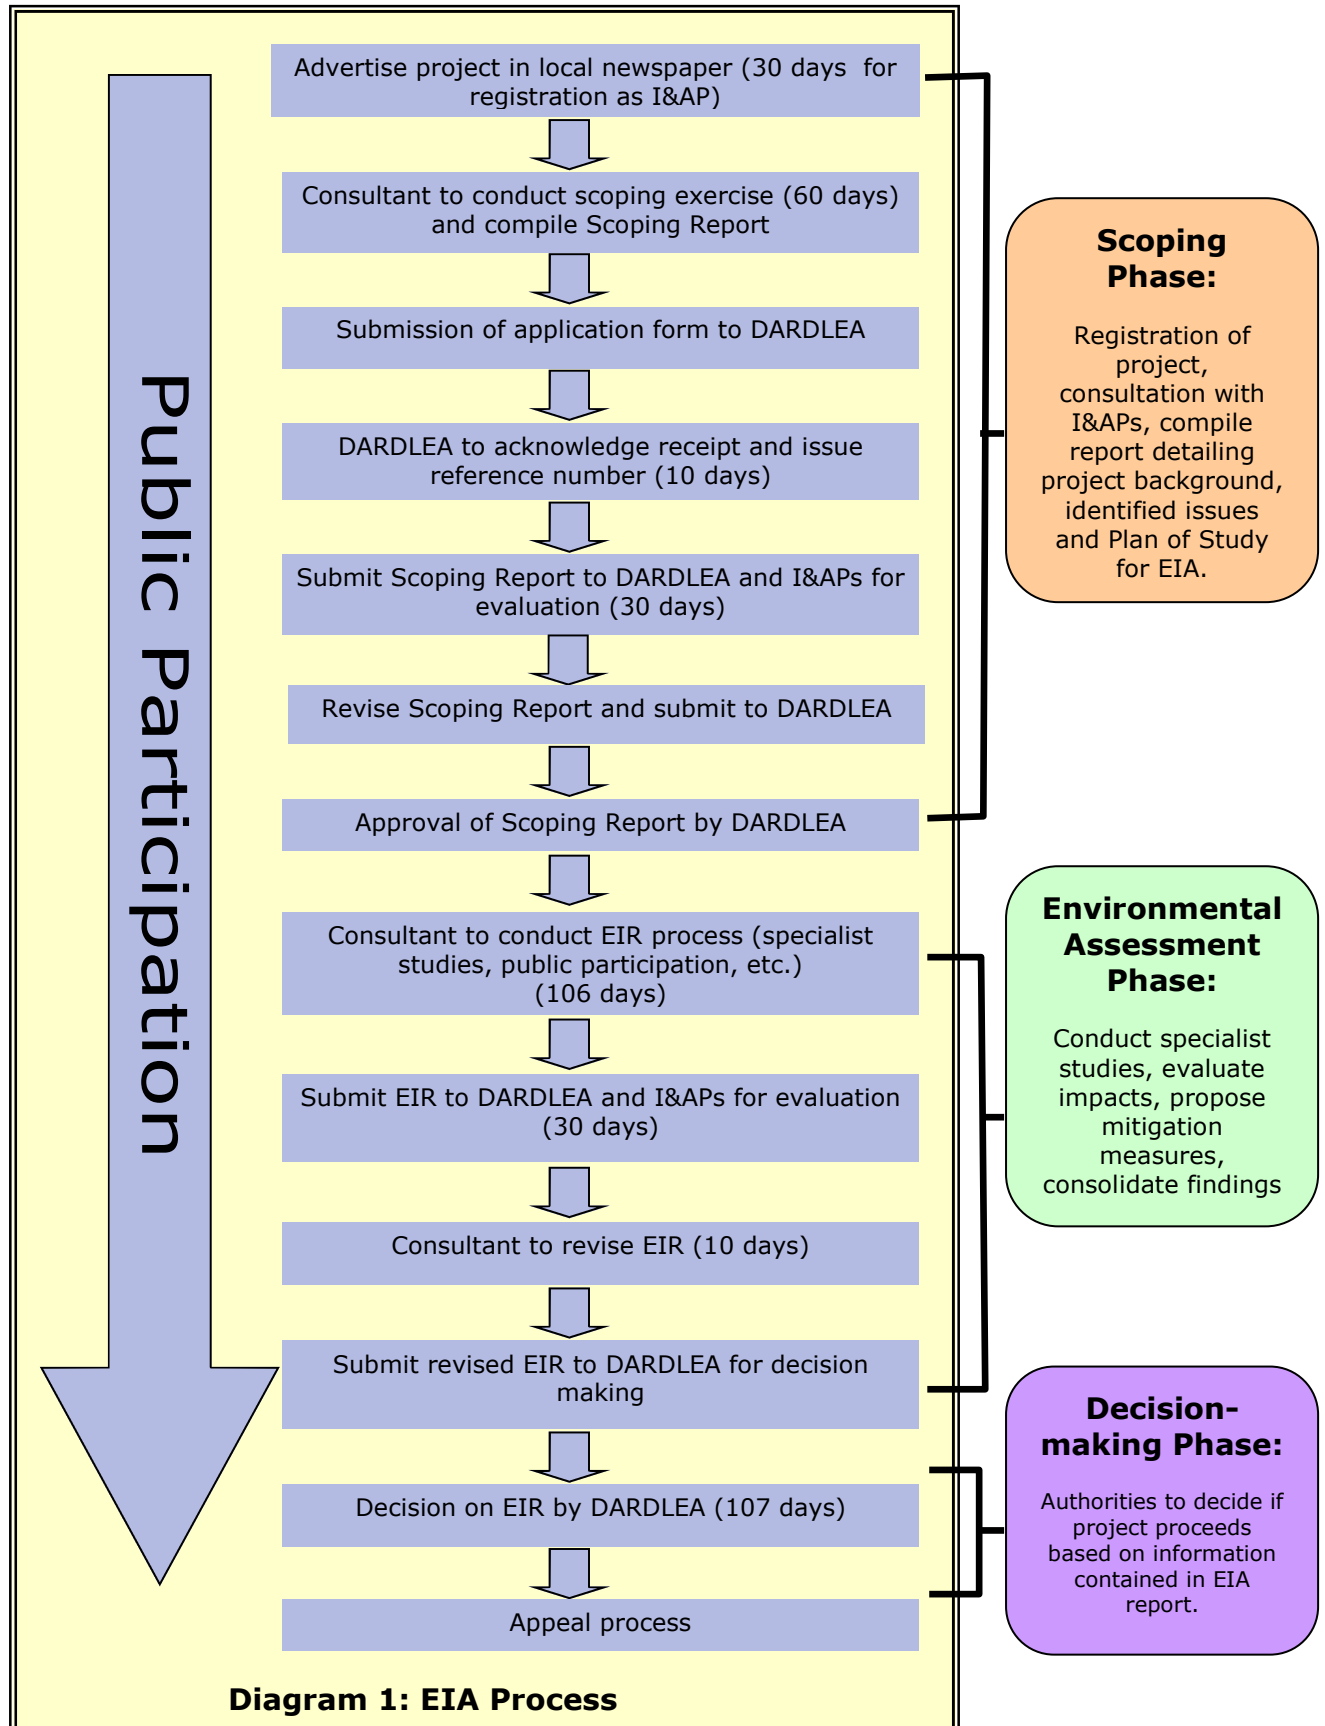 Public Participation
Advertise project in local newspaper (30 days for
registration as I&AP)
Consultant to conduct scoping exercise (60 days)
and compile Scoping Report
Submission of application form to DARDLEA
DARDLEA to acknowledge receipt and issue
reference number (10 days)
Submit Scoping Report to DARDLEA and I&APs for
evaluation (30 days)
Revise Scoping Report and submit to DARDLEA
Approval of Scoping Report by DARDLEA
Consultant to conduct EIR process (specialist
studies, public participation, etc.)
(106 days)
Submit EIR to DARDLEA and I&APs for evaluation
(30 days)
Consultant to revise EIR (10 days)
Submit revised EIR to DARDLEA for decision
making
Decision on EIR by DARDLEA (107 days)
Appeal process
Scoping
Phase:
Registration of
project,
consultation with
I&APs, compile
report detailing
project background,
identified issues
and Plan of Study
for EIA.
Environmental
Assessment
Phase:
Conduct specialist
studies, evaluate
impacts, propose
mitigation
measures,
consolidate findings
Decision-
making Phase:
Authorities to decide if
project proceeds
based on information
contained in EIA
report.
Diagram 1: EIA Process